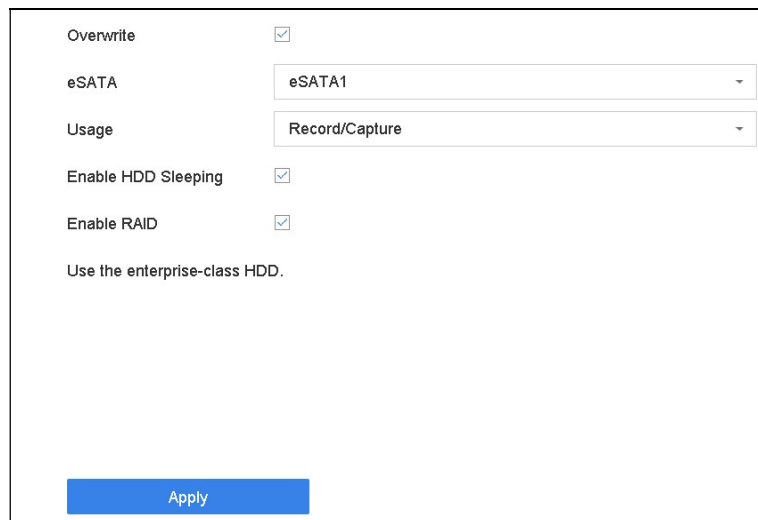 Overwrite
eSATA eSATA1
Usage Record/Capture
Enable HDD Sleeping
Enable RAID
Use the enterprise-class HDD.
Apply